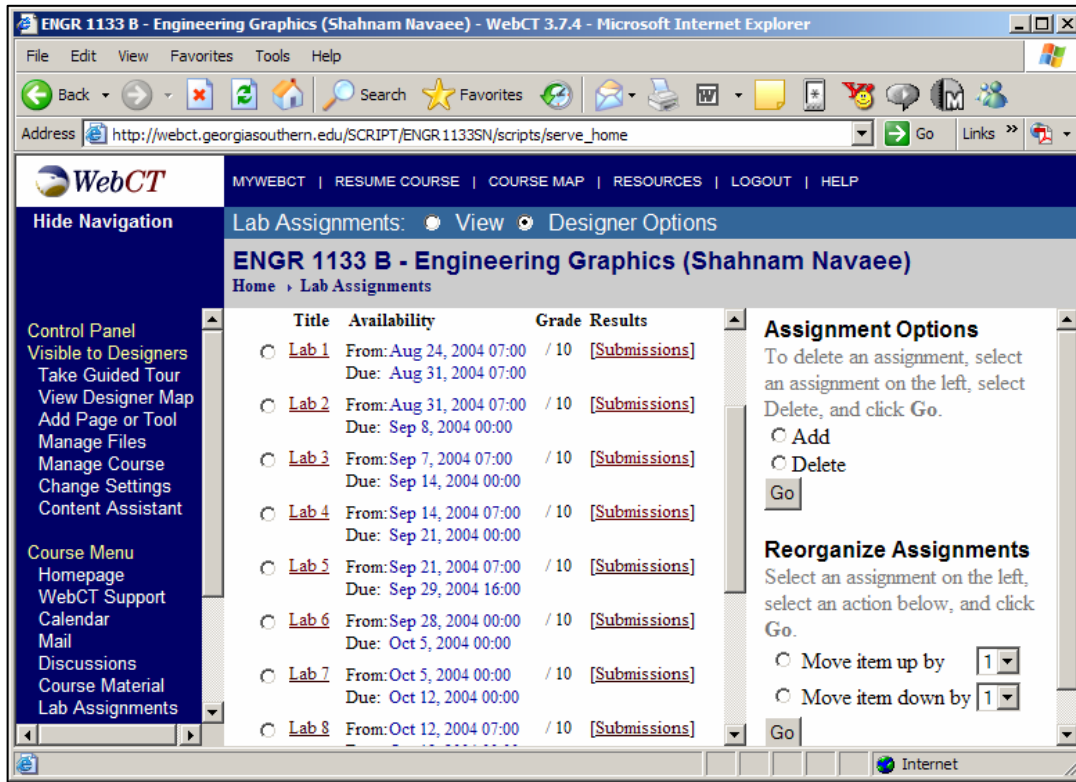 ENGR 1133 B - Engineering Graphics (Shahnam Navaee) - WebCT 3.7.4 - Microsoft Internet Explorer
File Edit View Favorites Tools Help
Back Search Favorites
Address http://webct.georgiasouthern.edu/SCRIPT/ENGR1133SN/scripts/serve_home Go Links »
WebCT
MYWEBCT | RESUME COURSE | COURSE MAP | RESOURCES | LOGOUT | HELP
Hide Navigation
Lab Assignments: View Designer Options
ENGR 1133 B - Engineering Graphics (Shahnam Navaee)
Home › Lab Assignments
Control Panel
Visible to Designers
Take Guided Tour
View Designer Map
Add Page or Tool
Manage Files
Manage Course
Change Settings
Content Assistant
Course Menu
Homepage
WebCT Support
Calendar
Mail
Discussions
Course Material
Lab Assignments
Title Availability Grade Results
Lab 1 From: Aug 24, 2004 07:00 / 10 [Submissions]
Due: Aug 31, 2004 07:00
Lab 2 From: Aug 31, 2004 07:00 / 10 [Submissions]
Due: Sep 8, 2004 00:00
Lab 3 From: Sep 7, 2004 07:00 / 10 [Submissions]
Due: Sep 14, 2004 00:00
Lab 4 From: Sep 14, 2004 07:00 / 10 [Submissions]
Due: Sep 21, 2004 00:00
Lab 5 From: Sep 21, 2004 07:00 / 10 [Submissions]
Due: Sep 29, 2004 16:00
Lab 6 From: Sep 28, 2004 00:00 / 10 [Submissions]
Due: Oct 5, 2004 00:00
Lab 7 From: Oct 5, 2004 00:00 / 10 [Submissions]
Due: Oct 12, 2004 00:00
Lab 8 From: Oct 12, 2004 07:00 / 10 [Submissions]
Assignment Options
To delete an assignment, select
an assignment on the left, select
Delete, and click Go.
Add
Delete
Go
Reorganize Assignments
Select an assignment on the left,
select an action below, and click
Go.
Move item up by 1
Move item down by 1
Go
Internet